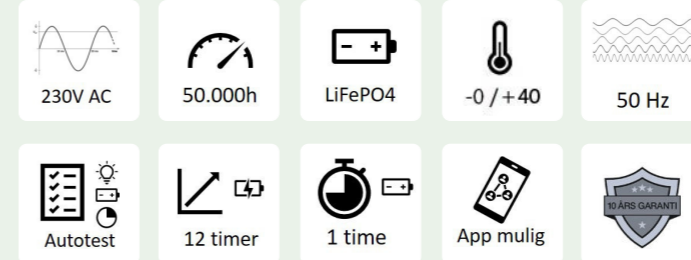 230V AC
50.000h
LiFePO4
-0 / +40
50 Hz
Autotest
12 timer
1 time
App mulig
10 ÅRS GARANTI